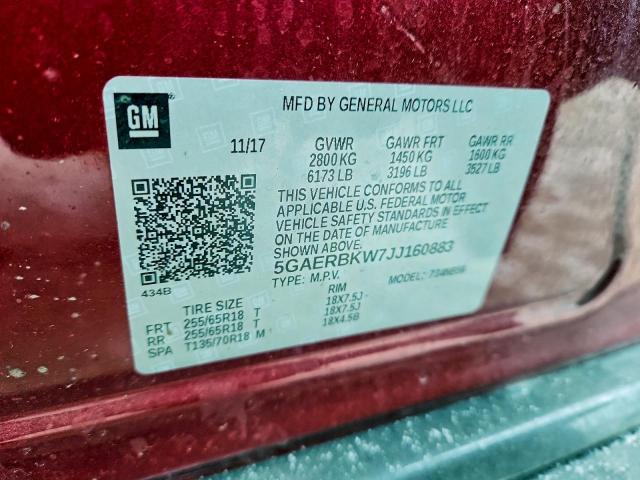 GM
MFD BY GENERAL MOTORS LLC
11/17 GVWR GAWR FRT GAWR RR
2800 KG 1450 KG 1600 KG
6173 LB 3196 LB 3527 LB
THIS VEHICLE CONFORMS TO ALL
APPLICABLE U.S. FEDERAL MOTOR
VEHICLE SAFETY STANDARDS IN EFFECT
ON THE DATE OF MANUFACTURE
SHOWN ABOVE.
5GAERBKW7JJ160883
TYPE: M.P.V. MODEL:
434B
TIRE SIZE RIM
FRT 255/65R18 T 18X7.5J
RR 255/65R18 T 18X7.5J
SPA T135/70R18 M 18X4.5B